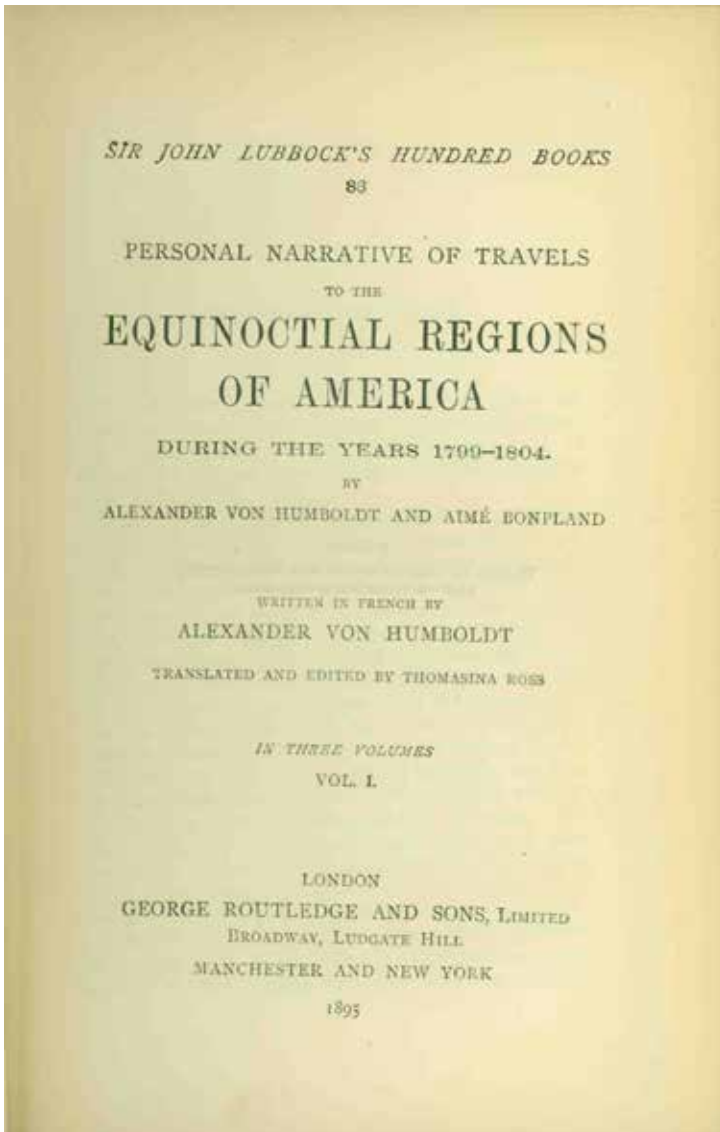 SIR JOHN LUBBOCK'S HUNDRED BOOKS
83
PERSONAL NARRATIVE OF TRAVELS
TO THE
EQUINOCTIAL REGIONS
OF AMERICA
DURING THE YEARS 1799–1804.
BY
ALEXANDER VON HUMBOLDT AND AIMÉ BONPLAND
WRITTEN IN FRENCH BY
ALEXANDER VON HUMBOLDT
TRANSLATED AND EDITED BY THOMASINA ROSS
IN THREE VOLUMES
VOL. I.
LONDON
GEORGE ROUTLEDGE AND SONS, LIMITED
BROADWAY, LUDGATE HILL
MANCHESTER AND NEW YORK
1895